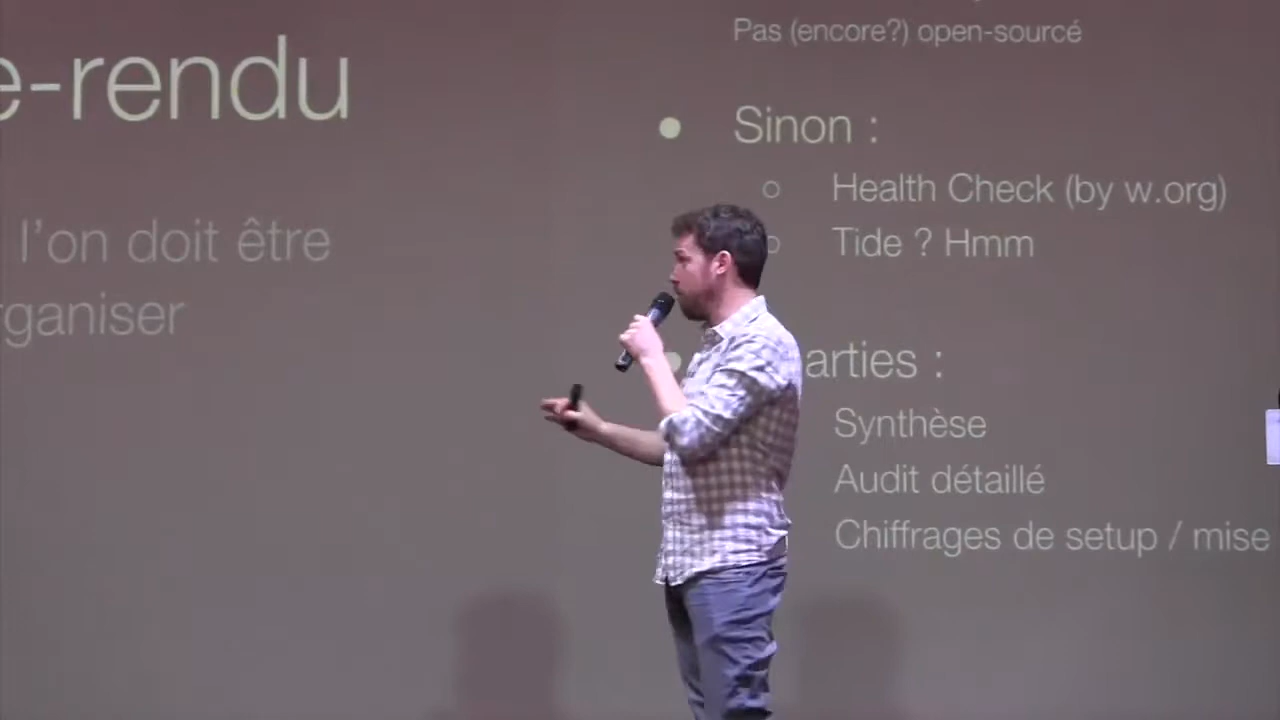 e-rendu
l'on doit être
rganiser
Pas (encore?) open-sourcé
Sinon :
Health Check (by w.org)
Tide ? Hmm
arties :
Synthèse
Audit détaillé
Chiffrages de setup / mise